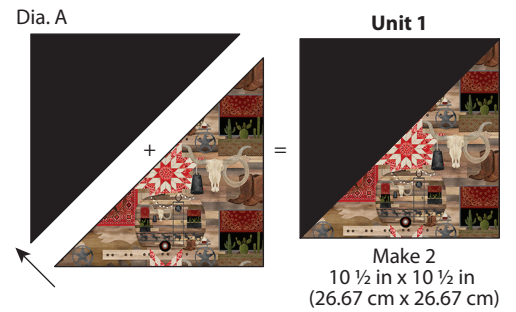 Dia. A
Unit 1
+
=
Make 2
10 ½ in x 10 ½ in
(26.67 cm x 26.67 cm)